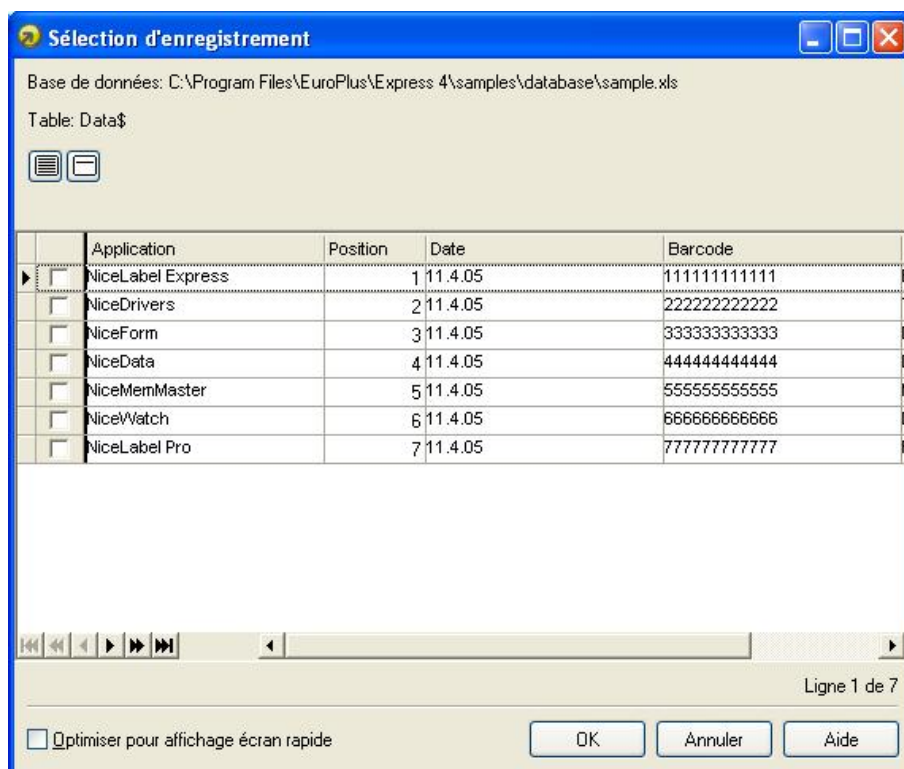 Sélection d'enregistrement
Base de données: C:\Program Files\EuroPlus\Express 4\samples\database\sample.xls
Table: Data$
Application Position Date Barcode
NiceLabel Express 1 11.4.05 111111111111
NiceDrivers 2 11.4.05 222222222222
NiceForm 3 11.4.05 333333333333
NiceData 4 11.4.05 444444444444
NiceMemMaster 5 11.4.05 555555555555
NiceWatch 6 11.4.05 666666666666
NiceLabel Pro 7 11.4.05 777777777777
Ligne 1 de 7
Optimiser pour affichage écran rapide OK Annuler Aide